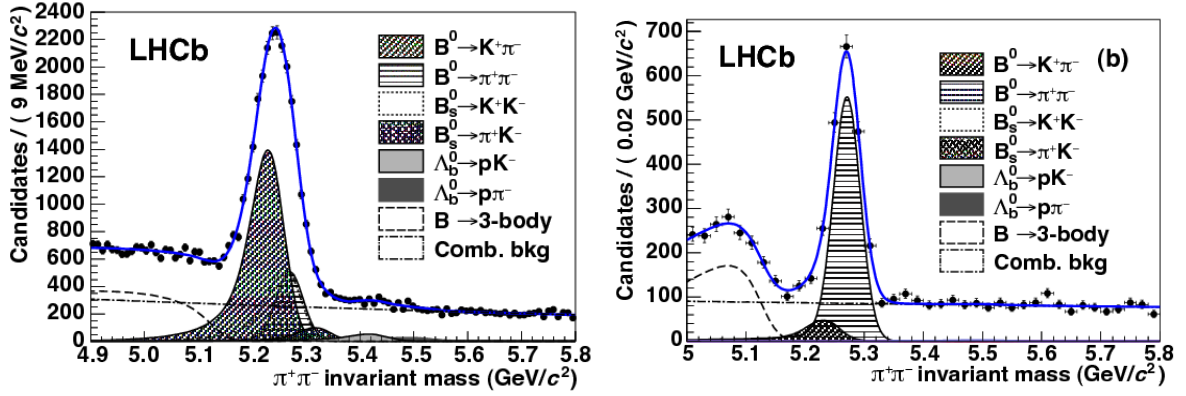 2400
2200
2000
1800
1600
1400
1200
1000
800
600
400
200
0
Candidates / ( 9 MeV/c²)
LHCb
B⁰→K⁺π⁻
B⁰→π⁺π⁻
B⁰ₛ→K⁺K⁻
B⁰ₛ→π⁺K⁻
Λ⁰b→pK⁻
Λ⁰b→pπ⁻
B →3-body
Comb. bkg
4.9 5.0 5.1 5.2 5.3 5.4 5.5 5.6 5.7 5.8
π⁺π⁻ invariant mass (GeV/c²)
700
600
500
400
300
200
100
0
Candidates / ( 0.02 GeV/c²)
LHCb
(b)
B⁰→K⁺π⁻
B⁰→π⁺π⁻
B⁰ₛ→K⁺K⁻
B⁰ₛ→π⁺K⁻
Λ⁰b→pK⁻
Λ⁰b→pπ⁻
B →3-body
Comb. bkg
5 5.1 5.2 5.3 5.4 5.5 5.6 5.7 5.8
π⁺π⁻ invariant mass (GeV/c²)